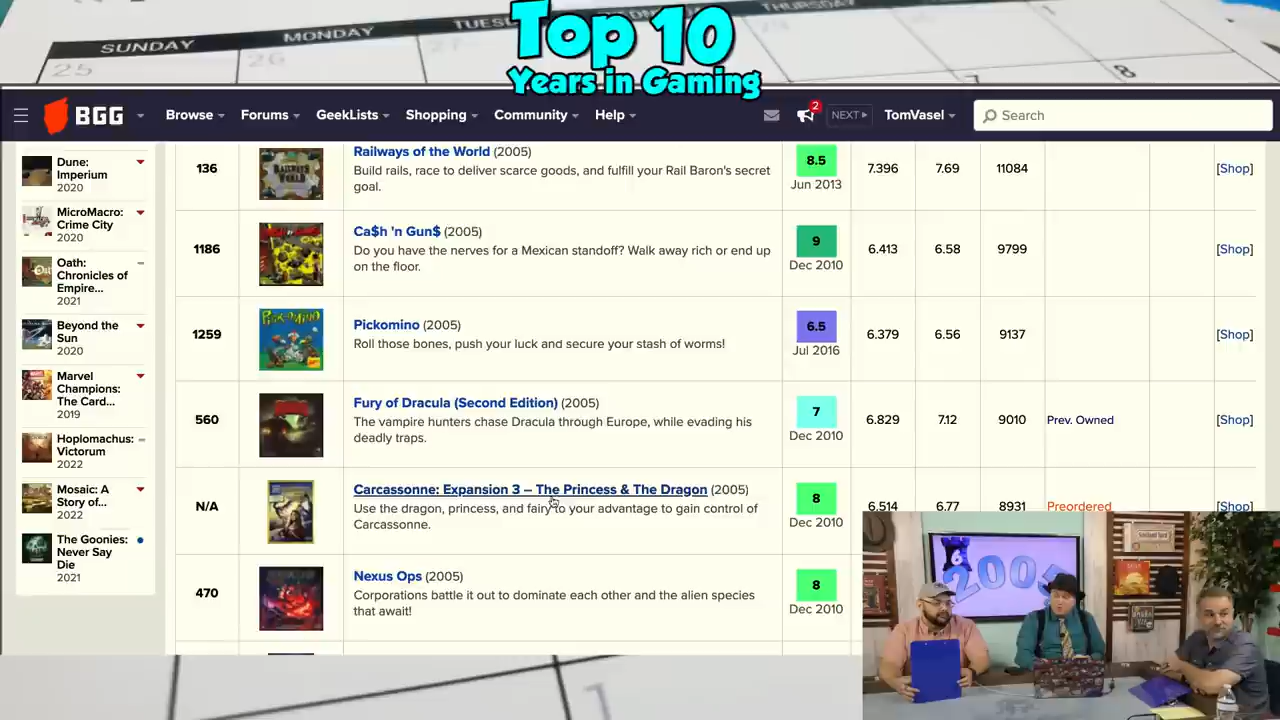 Top 10
Years in Gaming
SUNDAY
MONDAY
THURSDAY
25
26
8
BGG
Browse
Forums
GeekLists
Shopping
Community
Help
2
NEXT
TomVasel
Search
Dune:
Imperium
2020
MicroMacro:
Crime City
2020
Oath:
Chronicles of
Empire...
2021
Beyond the
Sun
2020
Marvel
Champions:
The Card...
2019
Hoplomachus:
Victorum
2022
Mosaic: A
Story of...
2022
The Goonies:
Never Say
Die
2021
136
Railways of the World (2005)
Build rails, race to deliver scarce goods, and fulfill your Rail Baron's secret
goal.
8.5
Jun 2013
7.396
7.69
11084
[Shop]
1186
Ca$h 'n Gun$ (2005)
Do you have the nerves for a Mexican standoff? Walk away rich or end up
on the floor.
9
Dec 2010
6.413
6.58
9799
[Shop]
1259
Pickomino (2005)
Roll those bones, push your luck and secure your stash of worms!
6.5
Jul 2016
6.379
6.56
9137
[Shop]
560
Fury of Dracula (Second Edition) (2005)
The vampire hunters chase Dracula through Europe, while evading his
deadly traps.
7
Dec 2010
6.829
7.12
9010
Prev. Owned
[Shop]
N/A
Carcassonne: Expansion 3 – The Princess & The Dragon (2005)
Use the dragon, princess, and fairy to your advantage to gain control of
Carcassonne.
8
Dec 2010
6.514
6.77
8931
Preordered
[Shop]
470
Nexus Ops (2005)
Corporations battle it out to dominate each other and the alien species
that await!
8
Dec 2010